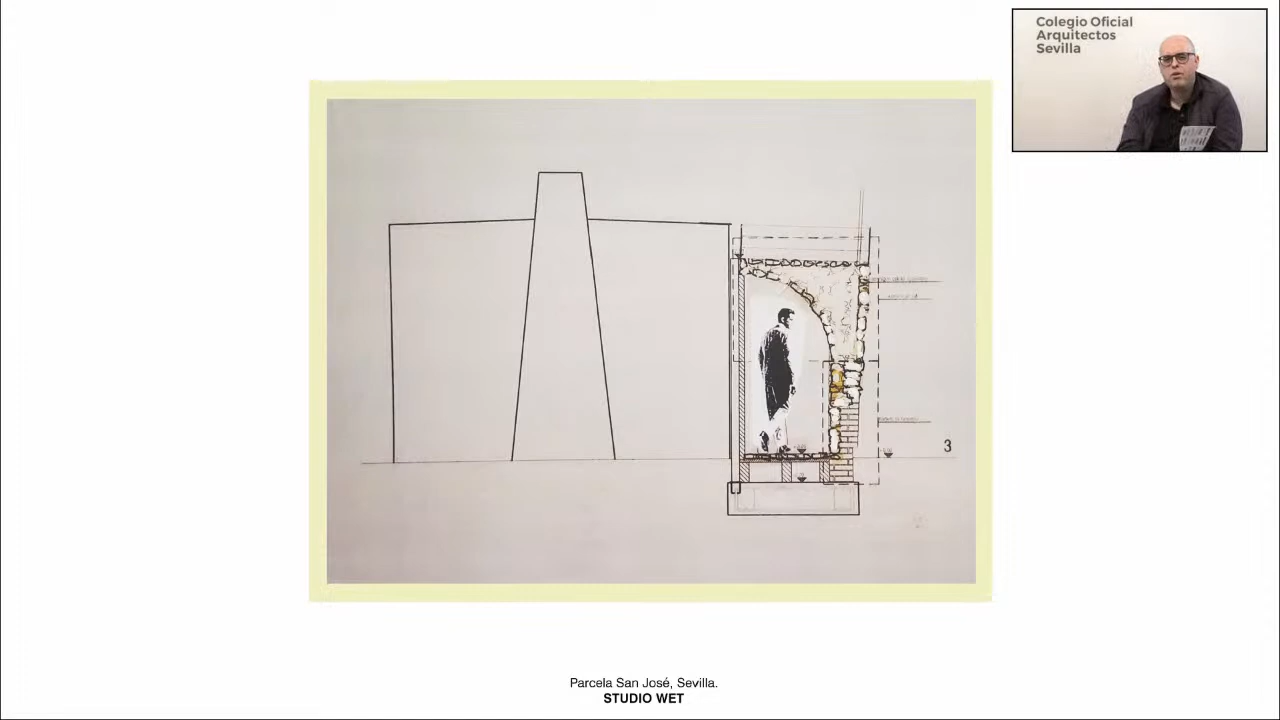 Colegio Oficial
Arquitectos
Sevilla
3
Parcela San José, Sevilla.
STUDIO WET